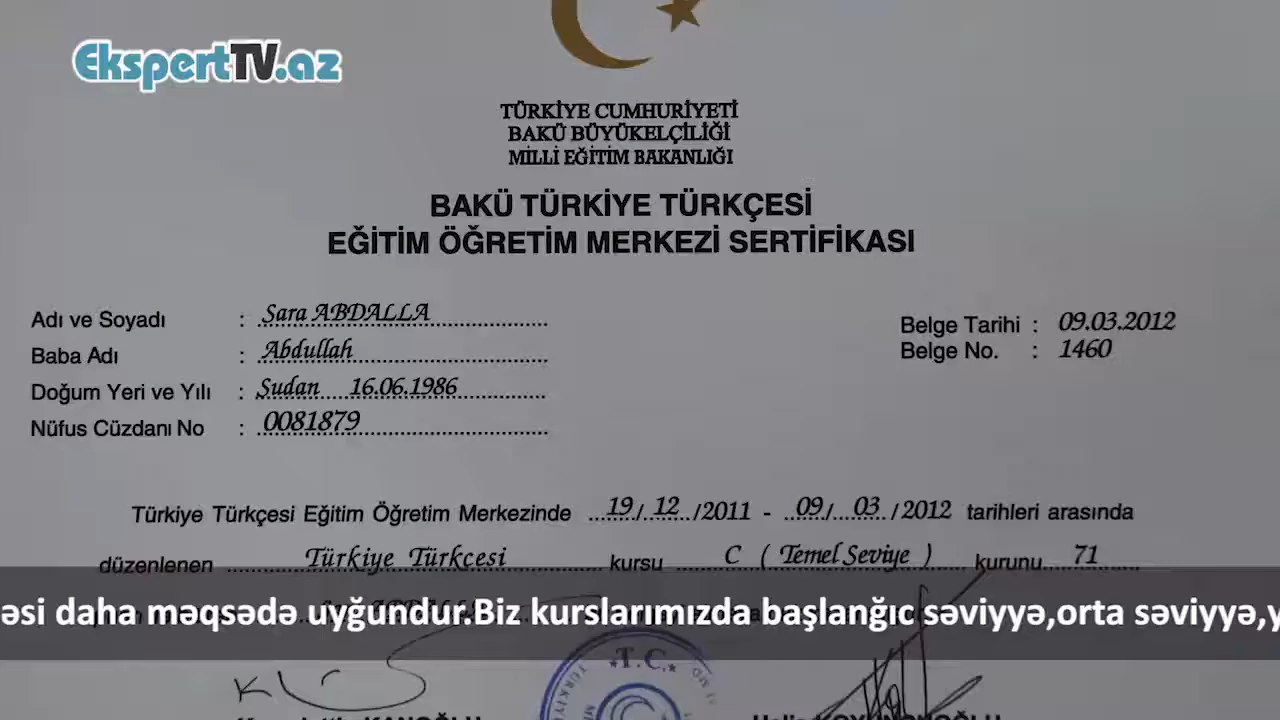 EkspertTV.az
TÜRKİYE CUMHURİYETİ
BAKÜ BÜYÜKELÇİLİĞİ
MİLLİ EĞİTİM BAKANLIĞI
BAKÜ TÜRKİYE TÜRKÇESİ
EĞİTİM ÖĞRETİM MERKEZİ SERTİFİKASI
Adı ve Soyadı : Sara ABDALLA
Baba Adı : Abdullah
Doğum Yeri ve Yılı : Sudan 16.06.1986
Nüfus Cüzdanı No : 0081879
Belge Tarihi : 09.03.2012
Belge No. : 1460
Türkiye Türkçesi Eğitim Öğretim Merkezinde 19/ 12 /2011 - 09/ 03 /2012 tarihleri arasında
düzenlenen Türkiye Türkçesi kursu C ( Temel Seviye ) kurunu 71
əsi daha məqsədə uyğundur.Biz kurslarımızda başlanğıc səviyyə,orta səviyyə,y
T.C.